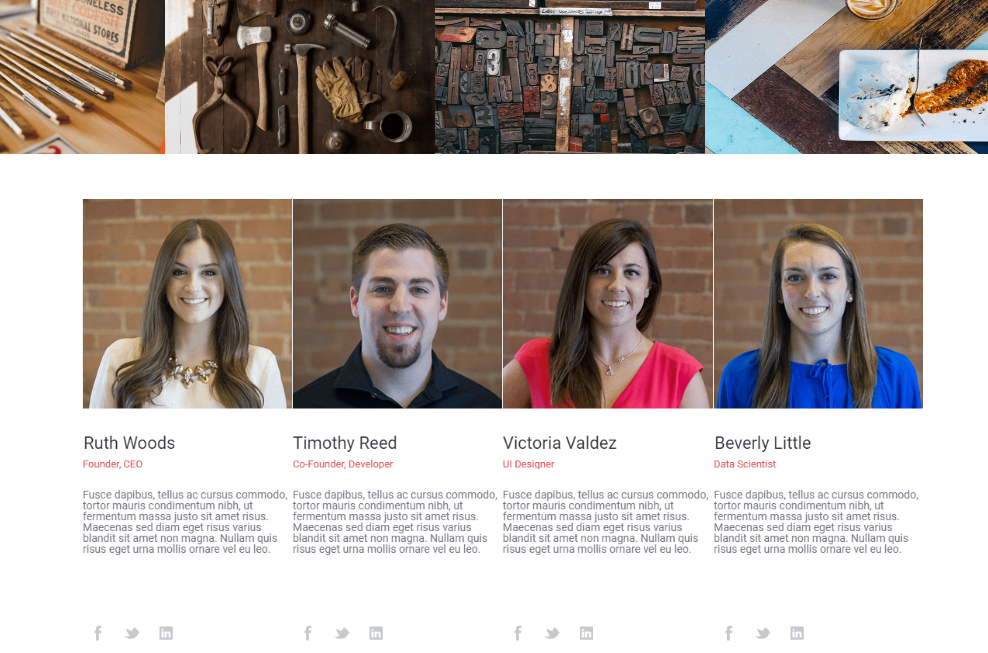 NELESS
NATIONAL STORES
Ruth Woods
Founder, CEO
Fusce dapibus, tellus ac cursus commodo,
tortor mauris condimentum nibh, ut
fermentum massa justo sit amet risus.
Maecenas sed diam eget risus varius
blandit sit amet non magna. Nullam quis
risus eget urna mollis ornare vel eu leo.
Timothy Reed
Co-Founder, Developer
Fusce dapibus, tellus ac cursus commodo,
tortor mauris condimentum nibh, ut
fermentum massa justo sit amet risus.
Maecenas sed diam eget risus varius
blandit sit amet non magna. Nullam quis
risus eget urna mollis ornare vel eu leo.
Victoria Valdez
UI Designer
Fusce dapibus, tellus ac cursus commodo,
tortor mauris condimentum nibh, ut
fermentum massa justo sit amet risus.
Maecenas sed diam eget risus varius
blandit sit amet non magna. Nullam quis
risus eget urna mollis ornare vel eu leo.
Beverly Little
Data Scientist
Fusce dapibus, tellus ac cursus commodo,
tortor mauris condimentum nibh, ut
fermentum massa justo sit amet risus.
Maecenas sed diam eget risus varius
blandit sit amet non magna. Nullam quis
risus eget urna mollis ornare vel eu leo.